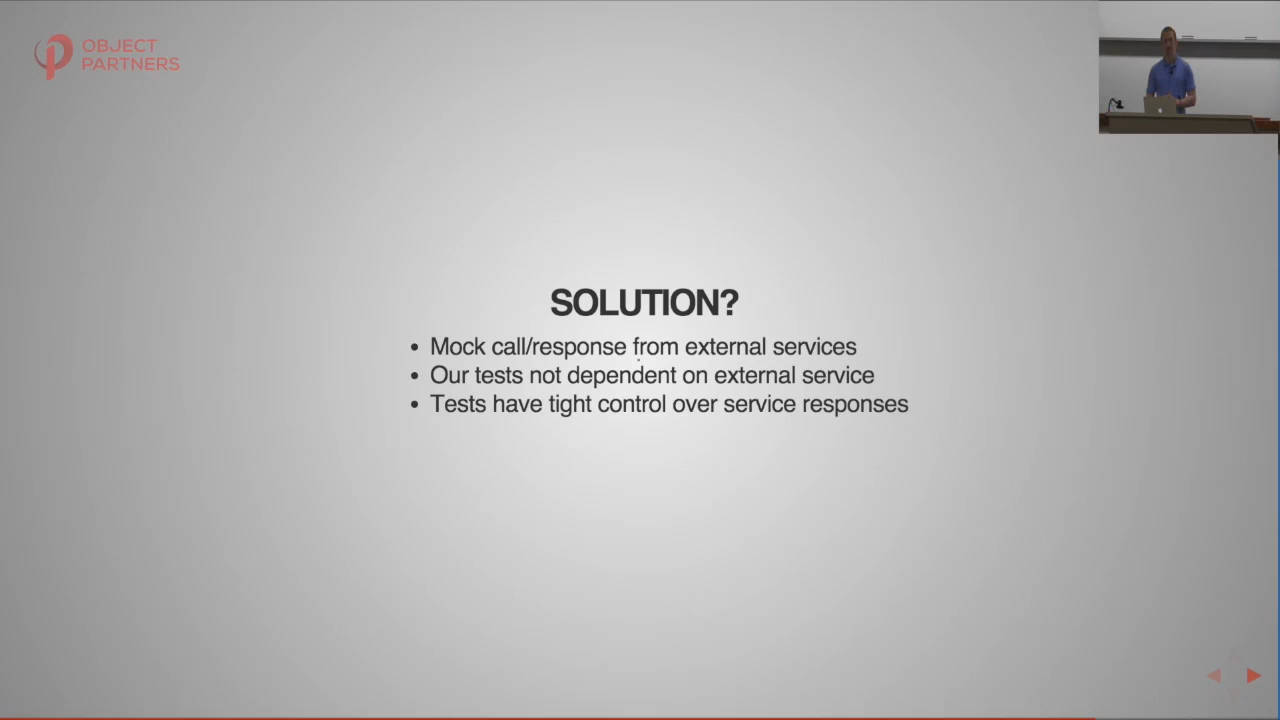 OBJECT
PARTNERS
SOLUTION?
• Mock call/response from external services
• Our tests not dependent on external service
• Tests have tight control over service responses